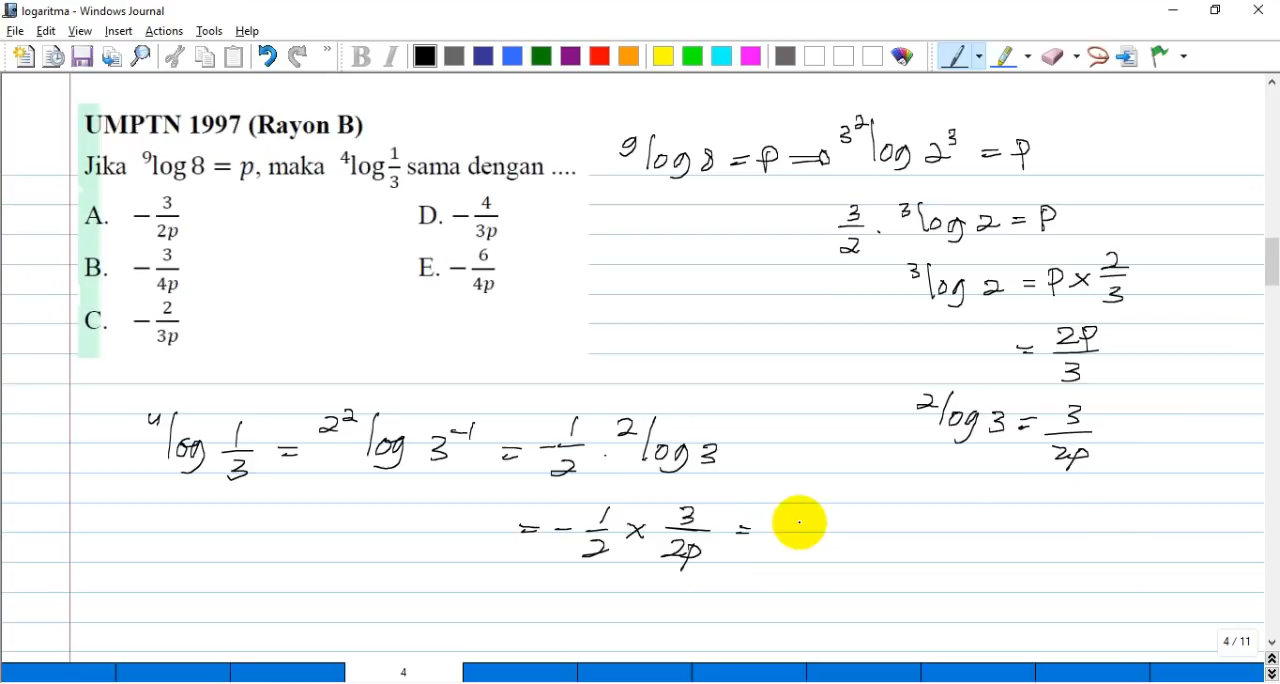 logaritma - Windows Journal
File Edit View Insert Actions Tools Help
B I
UMPTN 1997 (Rayon B)
Jika ⁹log 8 = p, maka ⁴log 1/3 sama dengan ....
A. -3/2p
B. -3/4p
C. -2/3p
D. -4/3p
E. -6/4p
⁹log 8 = P ⇒ 3²log 2³ = P
3/2 . ³log 2 = P
³log 2 = P × 2/3
= 2P/3
²log 3 = 3/2p
⁴log 1/3 = 2²log 3⁻¹ = -1/2 . ²log 3
= -1/2 × 3/2p =
4 / 11
4